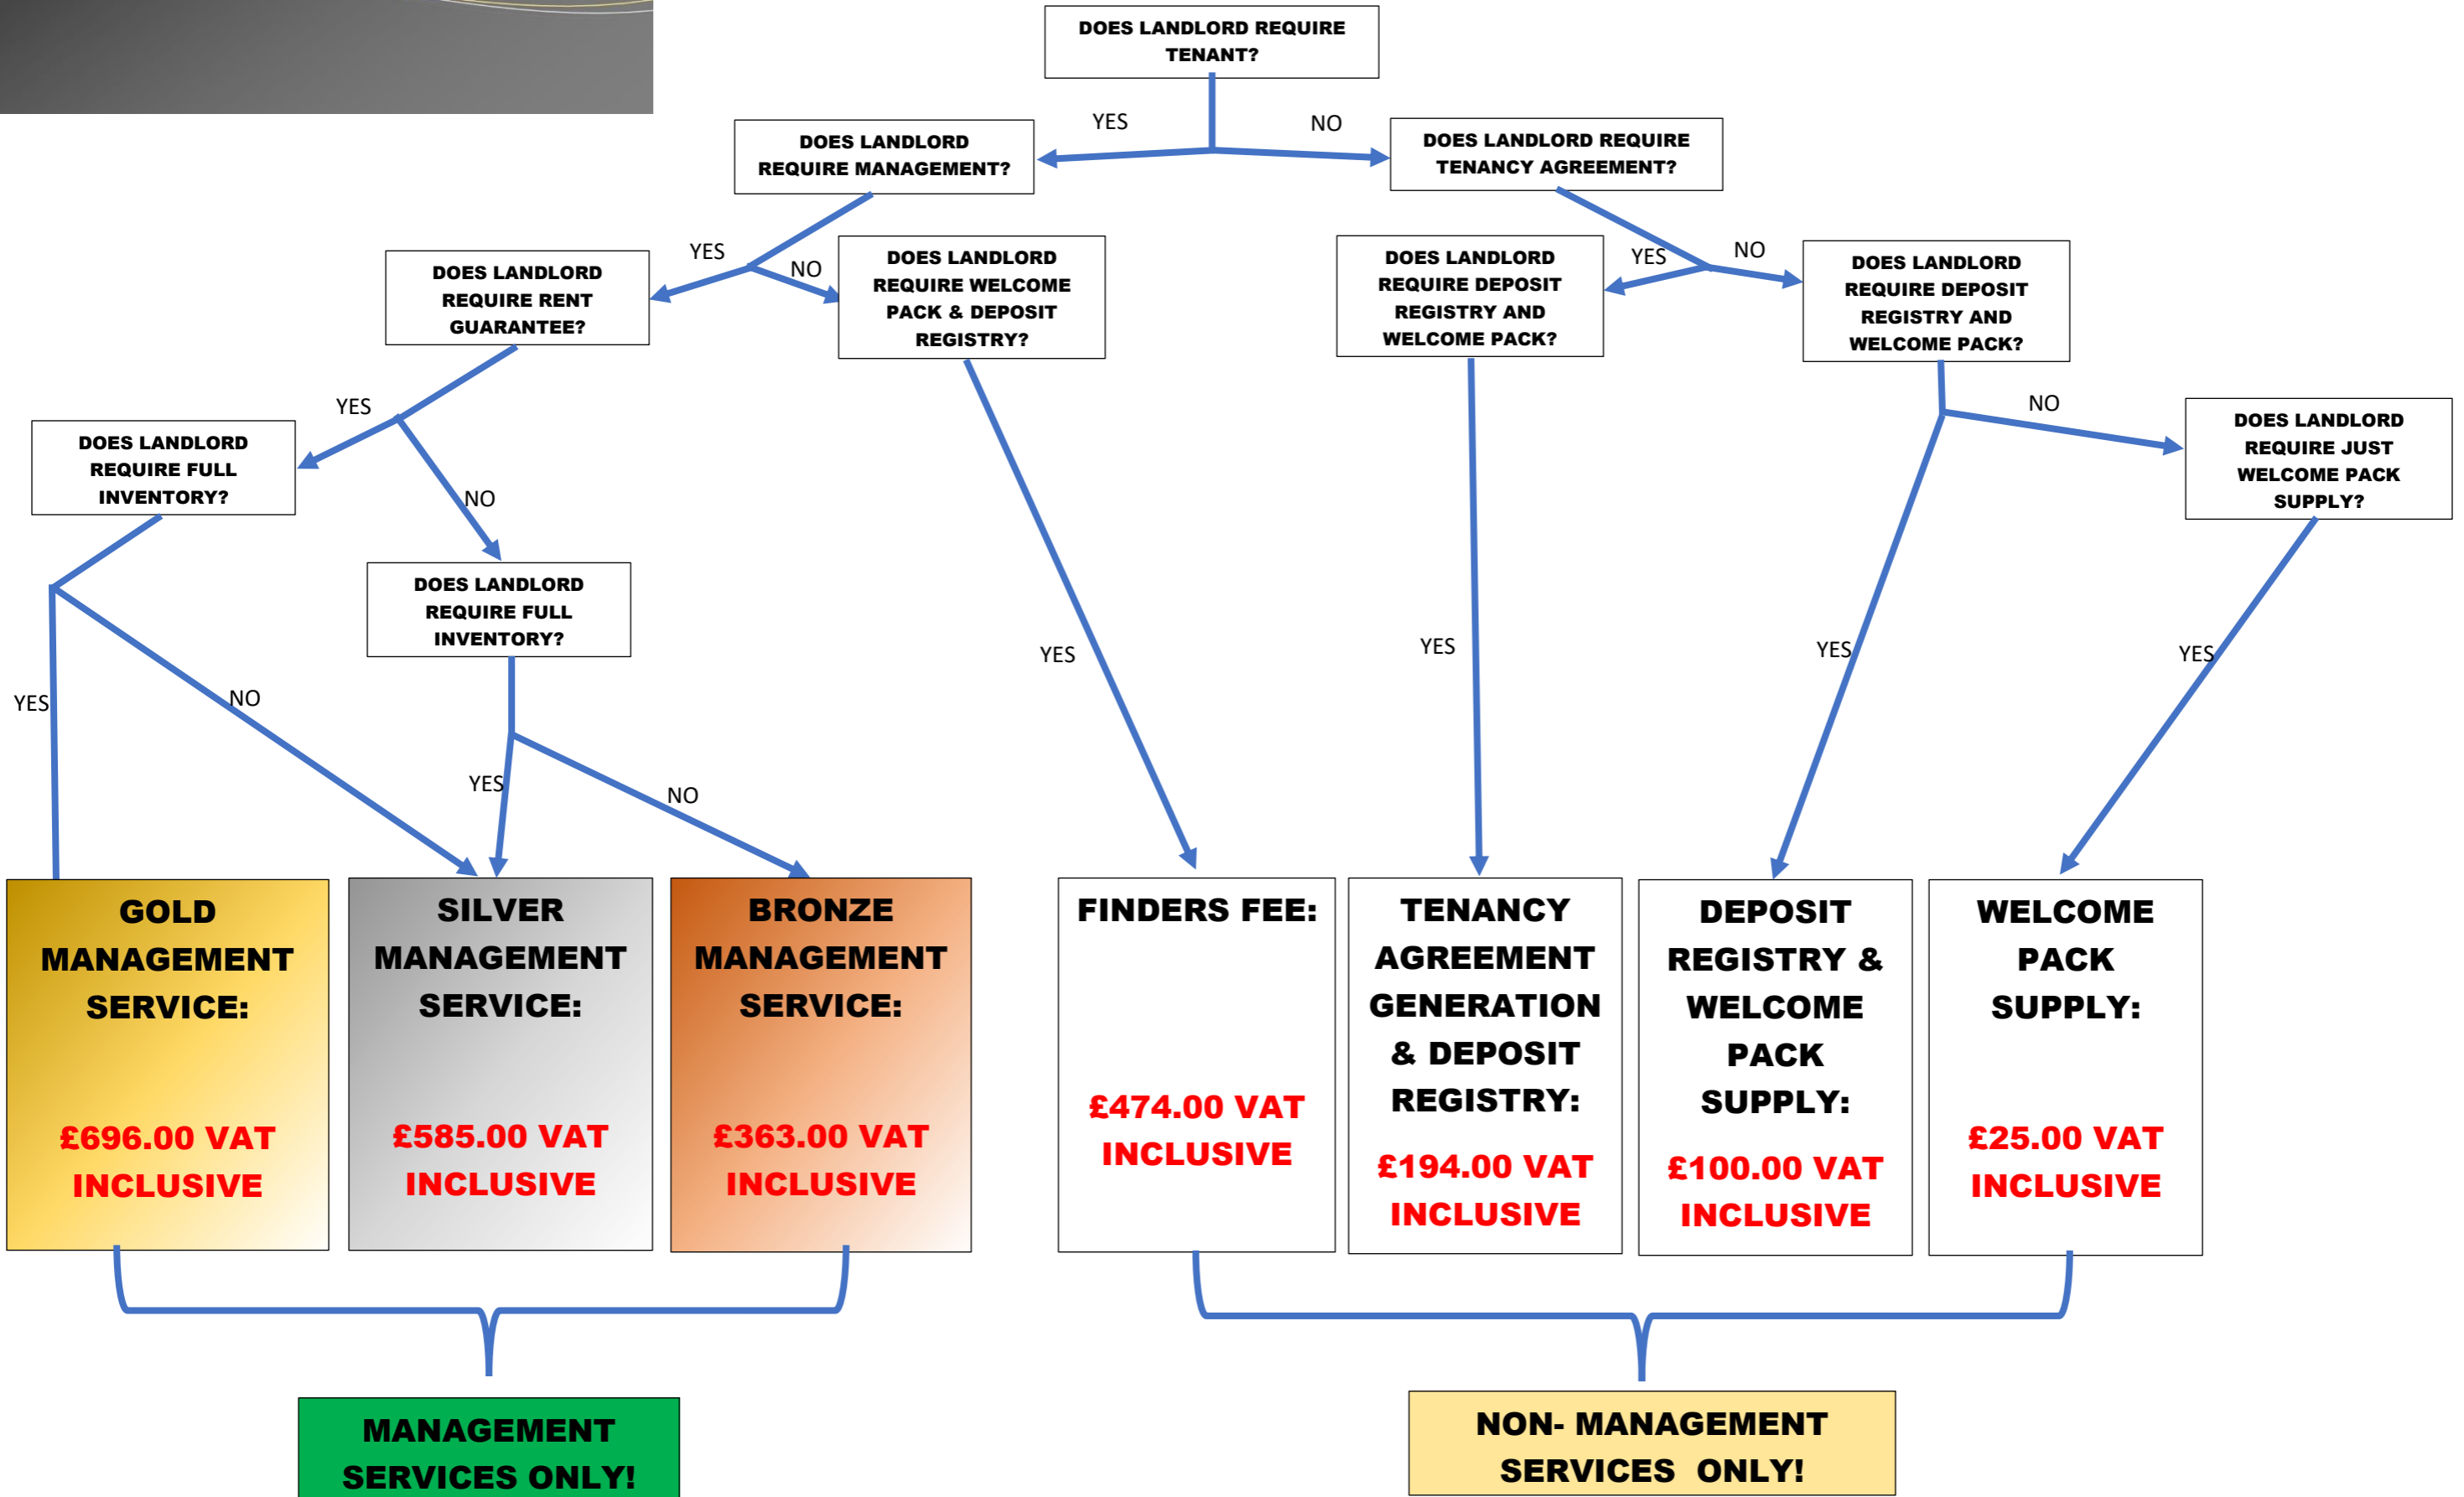 DOES LANDLORD REQUIRE
TENANT?
YES
NO
DOES LANDLORD
REQUIRE MANAGEMENT?
DOES LANDLORD REQUIRE
TENANCY AGREEMENT?
YES
NO
YES
NO
DOES LANDLORD
REQUIRE RENT
GUARANTEE?
DOES LANDLORD
REQUIRE WELCOME
PACK & DEPOSIT
REGISTRY?
DOES LANDLORD
REQUIRE DEPOSIT
REGISTRY AND
WELCOME PACK?
DOES LANDLORD
REQUIRE DEPOSIT
REGISTRY AND
WELCOME PACK?
YES
NO
NO
DOES LANDLORD
REQUIRE FULL
INVENTORY?
DOES LANDLORD
REQUIRE JUST
WELCOME PACK
SUPPLY?
DOES LANDLORD
REQUIRE FULL
INVENTORY?
YES
NO
YES
NO
YES
YES
YES
YES
GOLD
MANAGEMENT
SERVICE:
£696.00 VAT
INCLUSIVE
SILVER
MANAGEMENT
SERVICE:
£585.00 VAT
INCLUSIVE
BRONZE
MANAGEMENT
SERVICE:
£363.00 VAT
INCLUSIVE
FINDERS FEE:
£474.00 VAT
INCLUSIVE
TENANCY
AGREEMENT
GENERATION
& DEPOSIT
REGISTRY:
£194.00 VAT
INCLUSIVE
DEPOSIT
REGISTRY &
WELCOME
PACK
SUPPLY:
£100.00 VAT
INCLUSIVE
WELCOME
PACK
SUPPLY:
£25.00 VAT
INCLUSIVE
MANAGEMENT
SERVICES ONLY!
NON- MANAGEMENT
SERVICES ONLY!